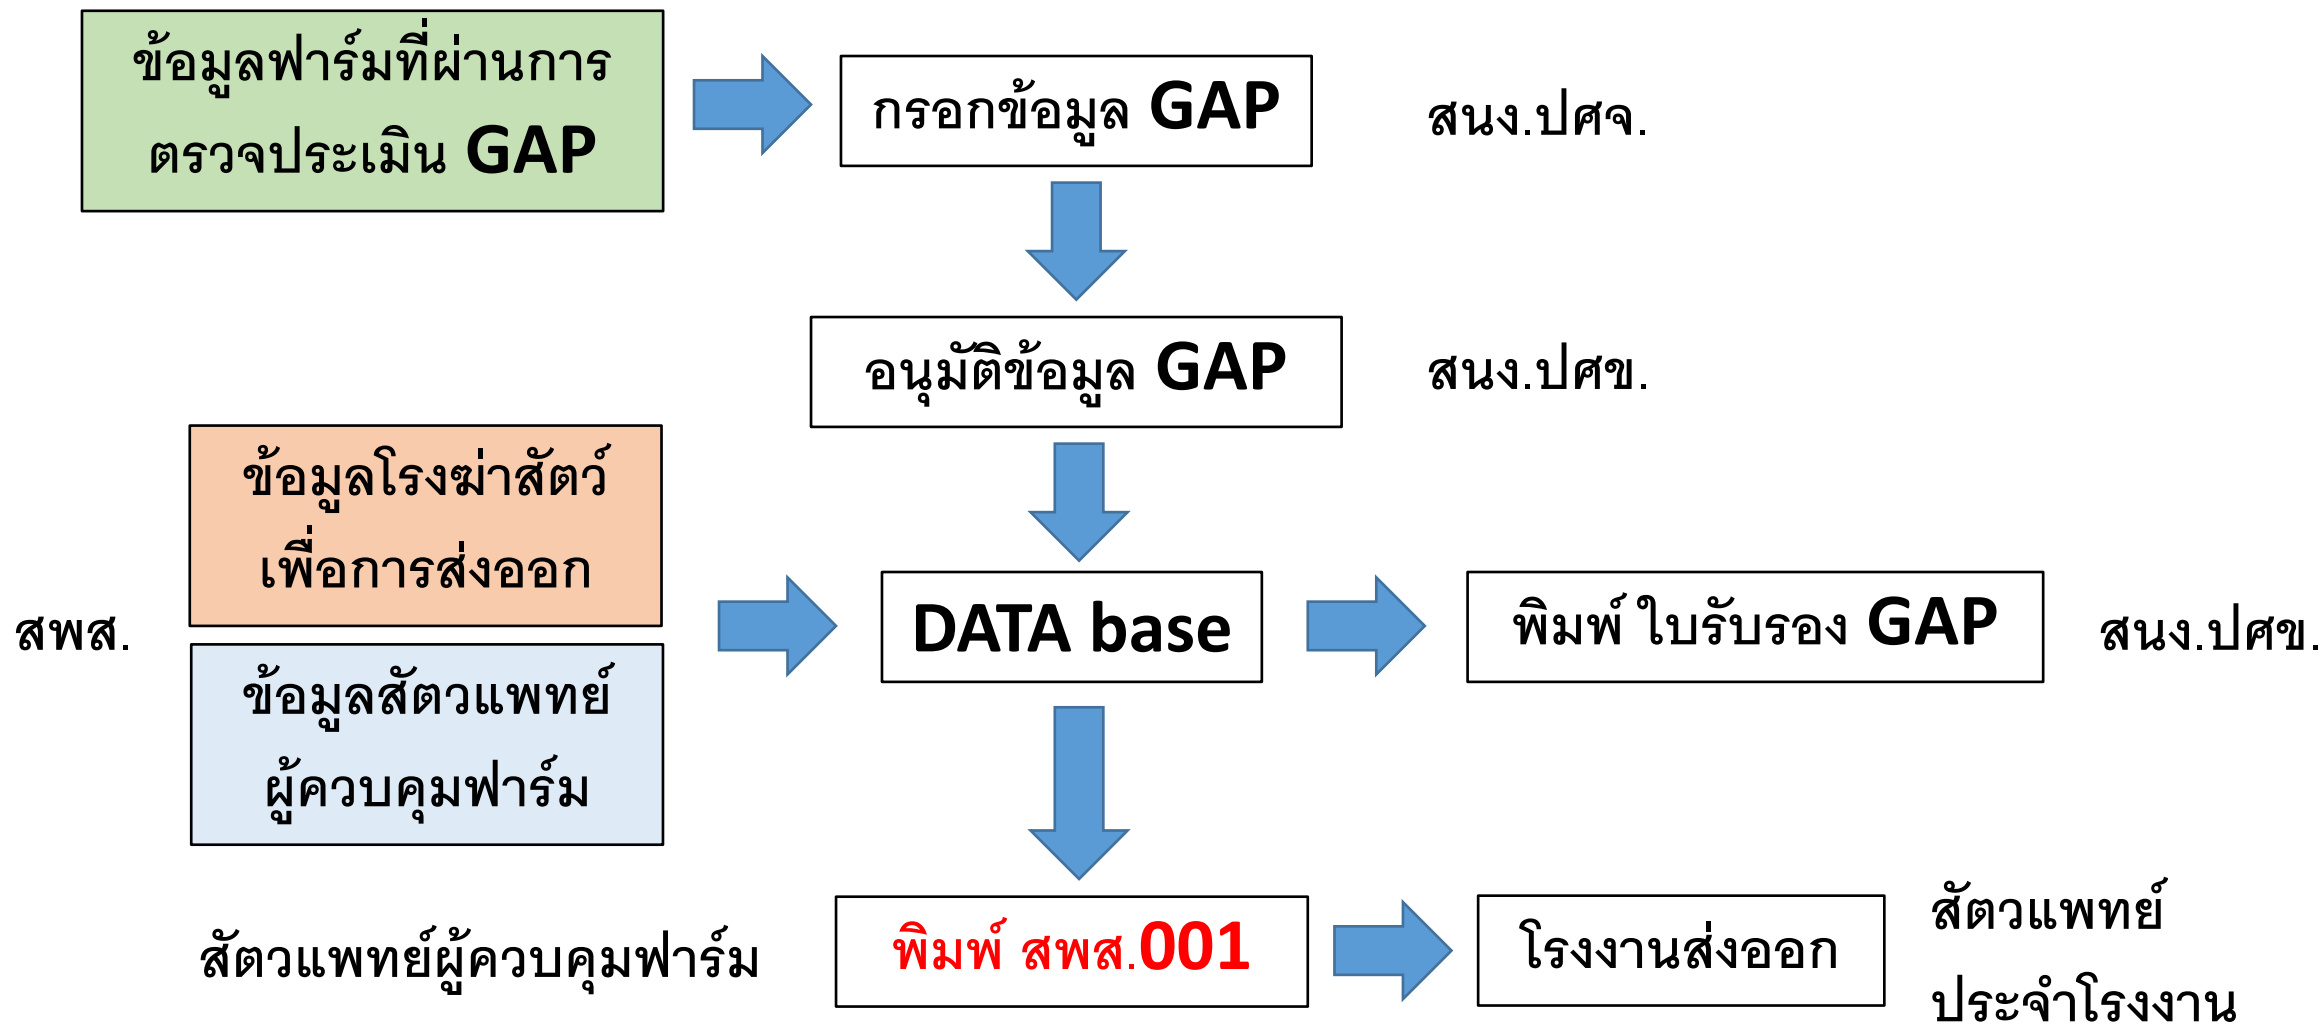 ข้อมูลฟาร์มที่ผ่านการ
ตรวจประเมิน GAP
กรอกข้อมูล GAP
สนง.ปศจ.
อนุมัติข้อมูล GAP
สนง.ปศข.
ข้อมูลโรงฆ่าสัตว์
เพื่อการส่งออก
สพส.
ข้อมูลสัตวแพทย์
ผู้ควบคุมฟาร์ม
DATA base
พิมพ์ ใบรับรอง GAP
สนง.ปศข.
สัตวแพทย์ผู้ควบคุมฟาร์ม
พิมพ์ สพส.001
โรงงานส่งออก
สัตวแพทย์
ประจำโรงงาน